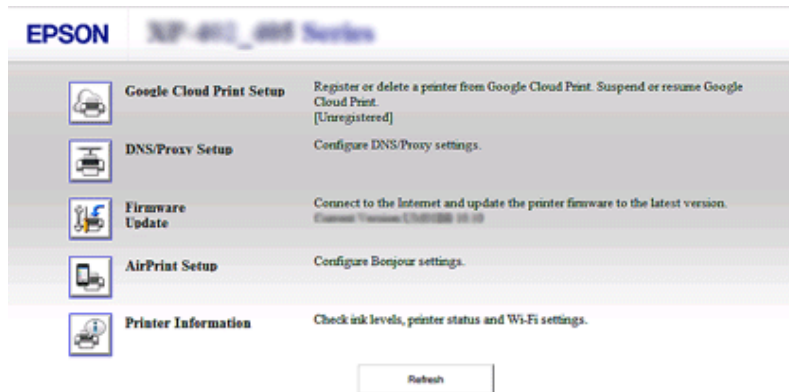 EPSON
Google Cloud Print Setup
Register or delete a printer from Google Cloud Print. Suspend or resume Google
Cloud Print.
[Unregistered]
DNS/Proxy Setup
Configure DNS/Proxy settings.
Firmware
Update
Connect to the Internet and update the printer firmware to the latest version.
AirPrint Setup
Configure Bonjour settings.
Printer Information
Check ink levels, printer status and Wi-Fi settings.
Refresh